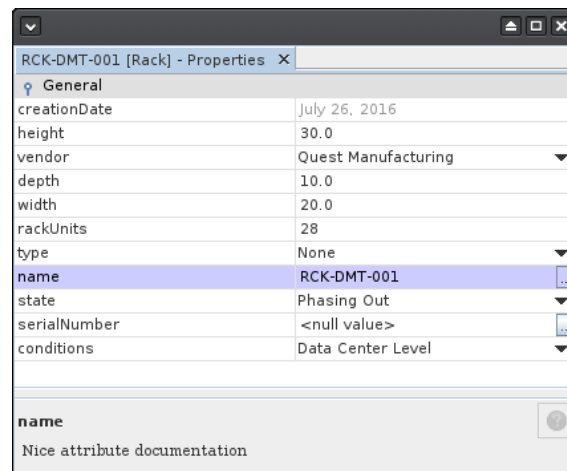 RCK-DMT-001 [Rack] - Properties X
General
creationDate July 26, 2016
height 30.0
vendor Quest Manufacturing
depth 10.0
width 20.0
rackUnits 28
type None
name RCK-DMT-001 ..
state Phasing Out
serialNumber <null value> ..
conditions Data Center Level
name
?
Nice attribute documentation